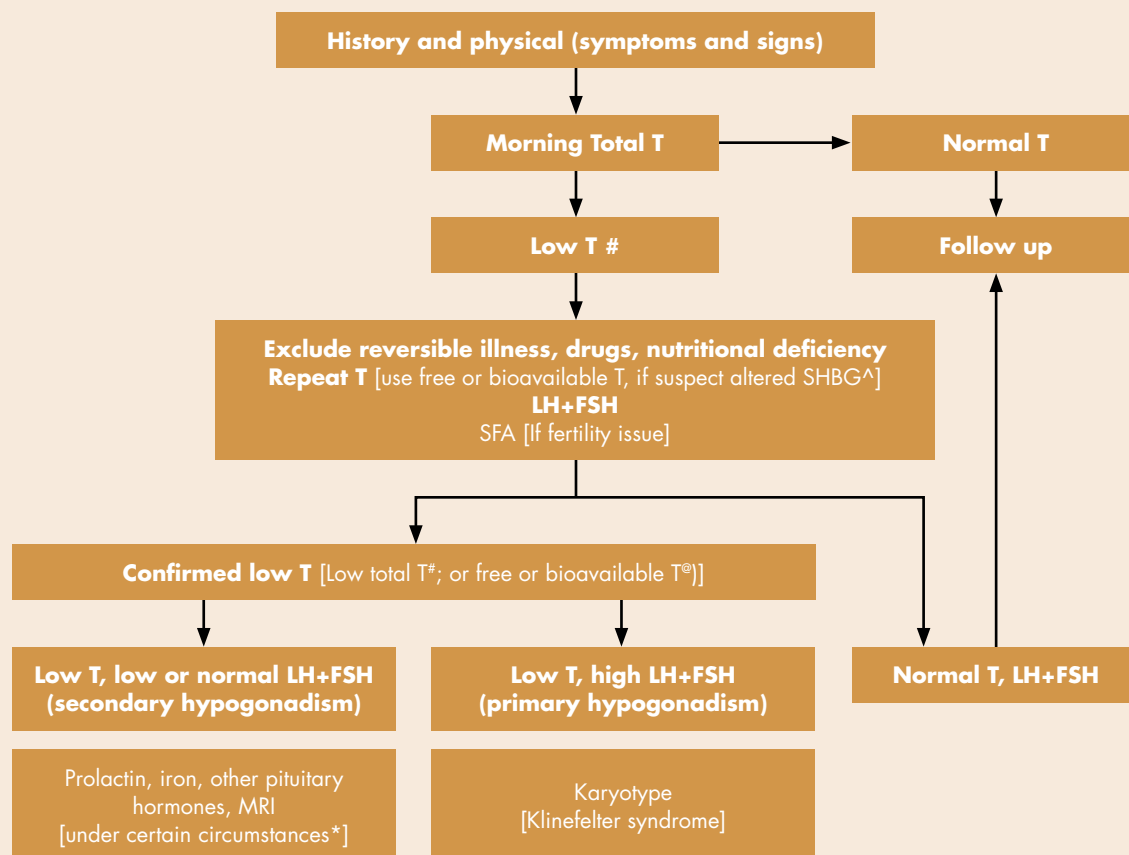 History and physical (symptoms and signs)
Morning Total T
Normal T
Low T #
Follow up
Exclude reversible illness, drugs, nutritional deficiency
Repeat T [use free or bioavailable T, if suspect altered SHBG^]
LH+FSH
SFA [If fertility issue]
Confirmed low T [Low total T#; or free or bioavailable T@)]
Low T, low or normal LH+FSH
(secondary hypogonadism)
Low T, high LH+FSH
(primary hypogonadism)
Normal T, LH+FSH
Prolactin, iron, other pituitary
hormones, MRI
[under certain circumstances*]
Karyotype
[Klinefelter syndrome]